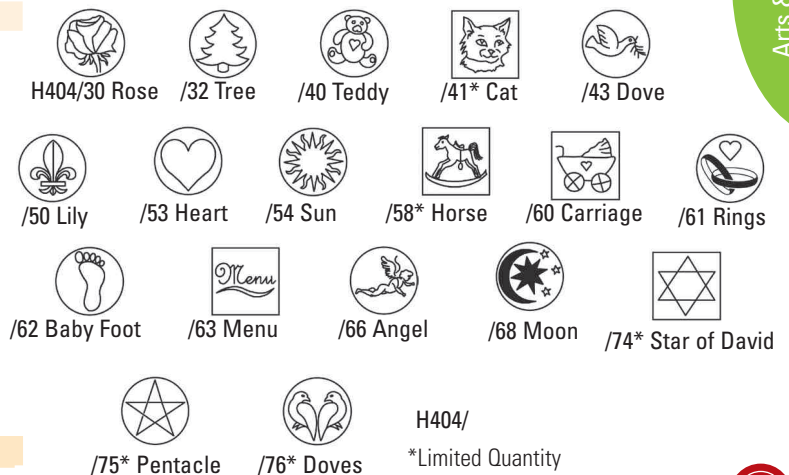 Arts &
H404/30 Rose /32 Tree /40 Teddy /41* Cat /43 Dove
/50 Lily /53 Heart /54 Sun /58* Horse /60 Carriage /61 Rings
Menu
/62 Baby Foot /63 Menu /66 Angel /68 Moon /74* Star of David
H404/
/75* Pentacle /76* Doves *Limited Quantity